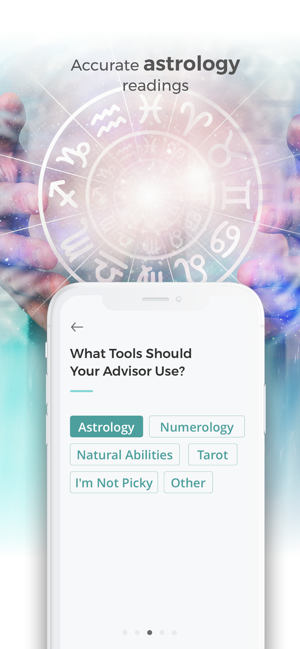 Accurate astrology
readings
What Tools Should
Your Advisor Use?
Astrology Numerology
Natural Abilities Tarot
I'm Not Picky Other